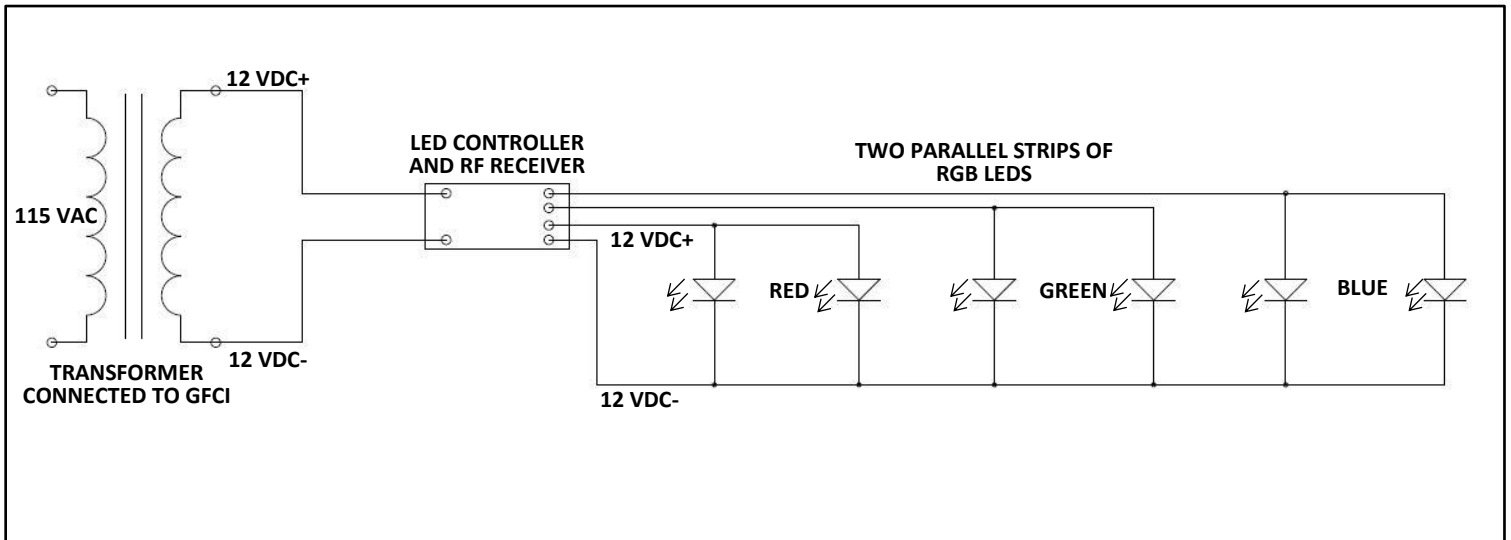 12 VDC+
LED CONTROLLER
AND RF RECEIVER
TWO PARALLEL STRIPS OF
RGB LEDS
115 VAC
12 VDC+
RED
GREEN
BLUE
12 VDC-
TRANSFORMER
CONNECTED TO GFCI
12 VDC-